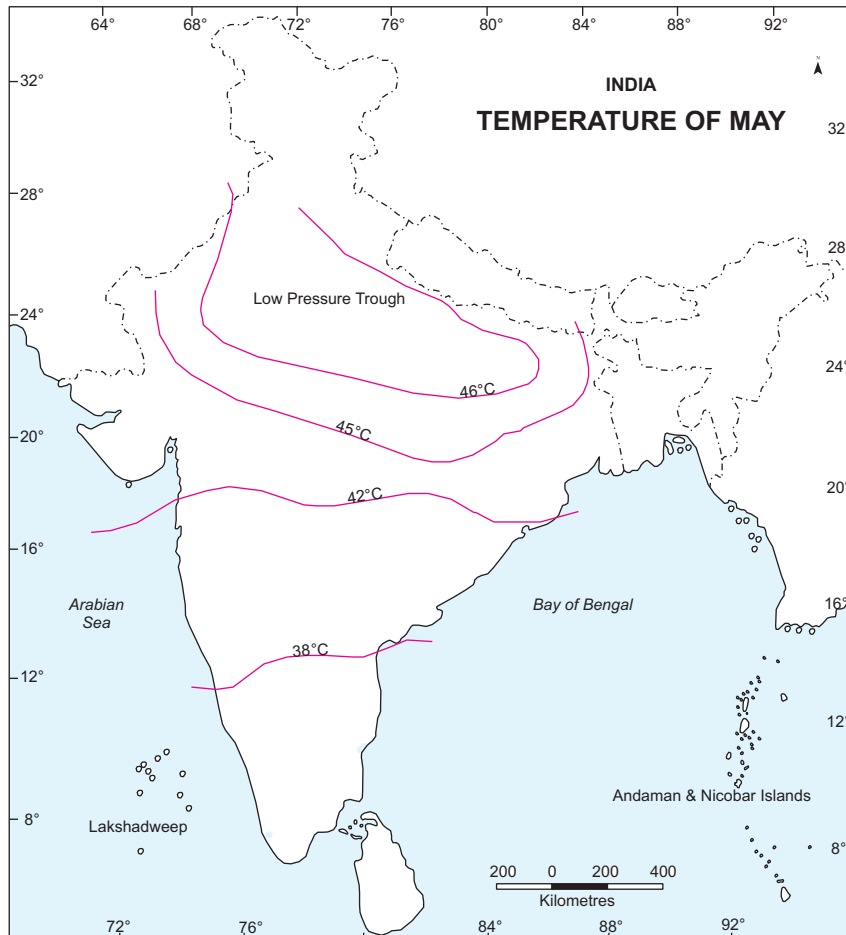 64° 68° 72° 76° 80° 84° 88° 92°
N
INDIA
TEMPERATURE OF MAY
32°
32°
28°
28°
Low Pressure Trough
24°
24°
46°C
45°C
20°
20°
42°C
16°
16°
Arabian
Sea
Bay of Bengal
38°C
12°
12°
Andaman & Nicobar Islands
8°
Lakshadweep
8°
200 0 200 400
Kilometres
72° 76° 84° 88° 92°